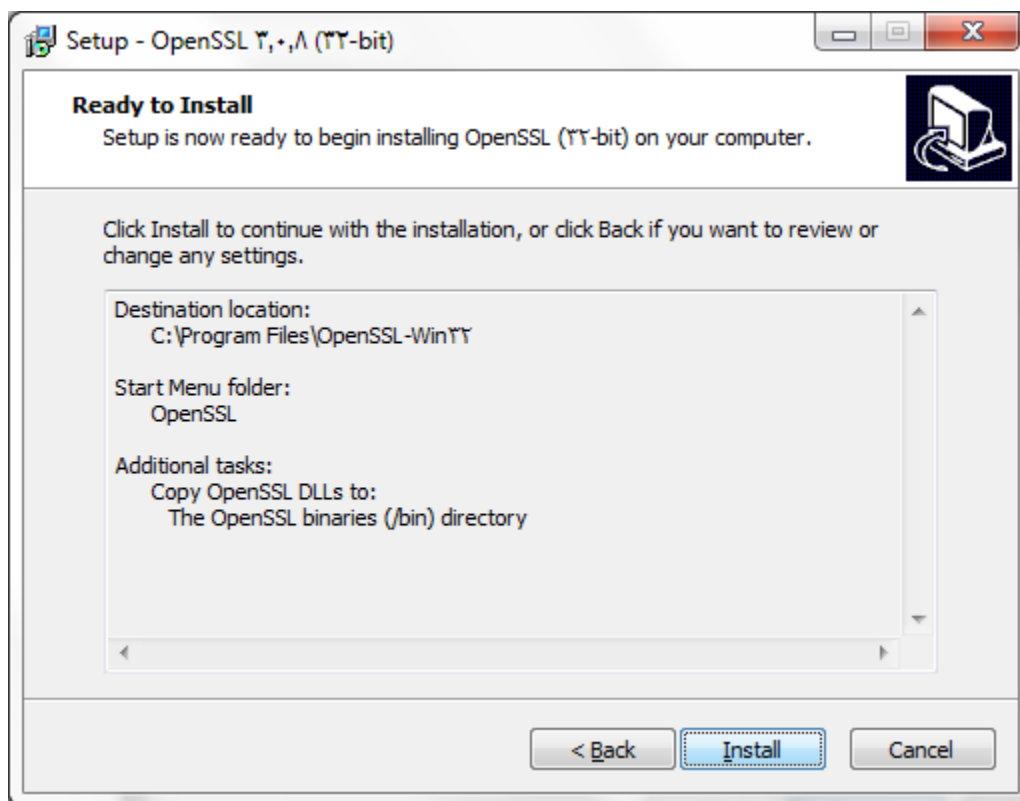 Setup - OpenSSL ۳,۰,۸ (۳۲-bit)
Ready to Install
Setup is now ready to begin installing OpenSSL (۳۲-bit) on your computer.
Click Install to continue with the installation, or click Back if you want to review or
change any settings.
Destination location:
C:\Program Files\OpenSSL-Win۳۲
Start Menu folder:
OpenSSL
Additional tasks:
Copy OpenSSL DLLs to:
The OpenSSL binaries (/bin) directory
< Back
Install
Cancel